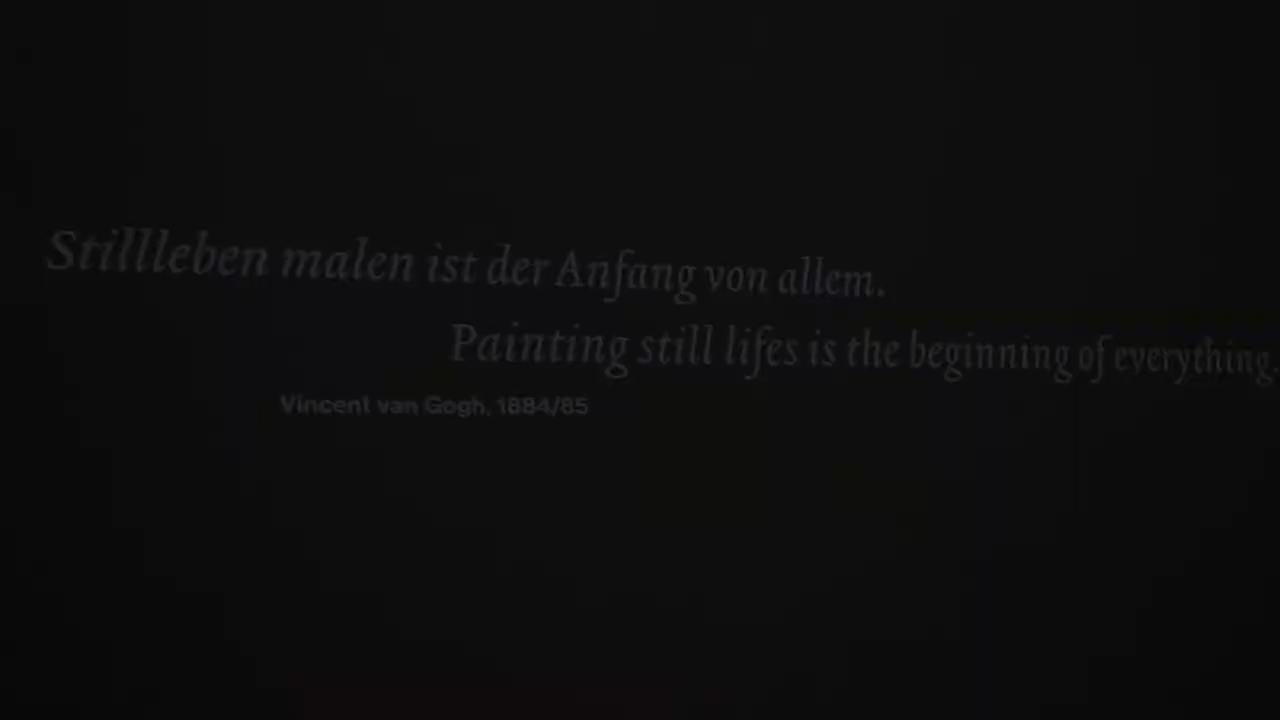 Stillleben malen ist der Anfang von allem.
Painting still lifes is the beginning of everything.
Vincent van Gogh, 1884/85